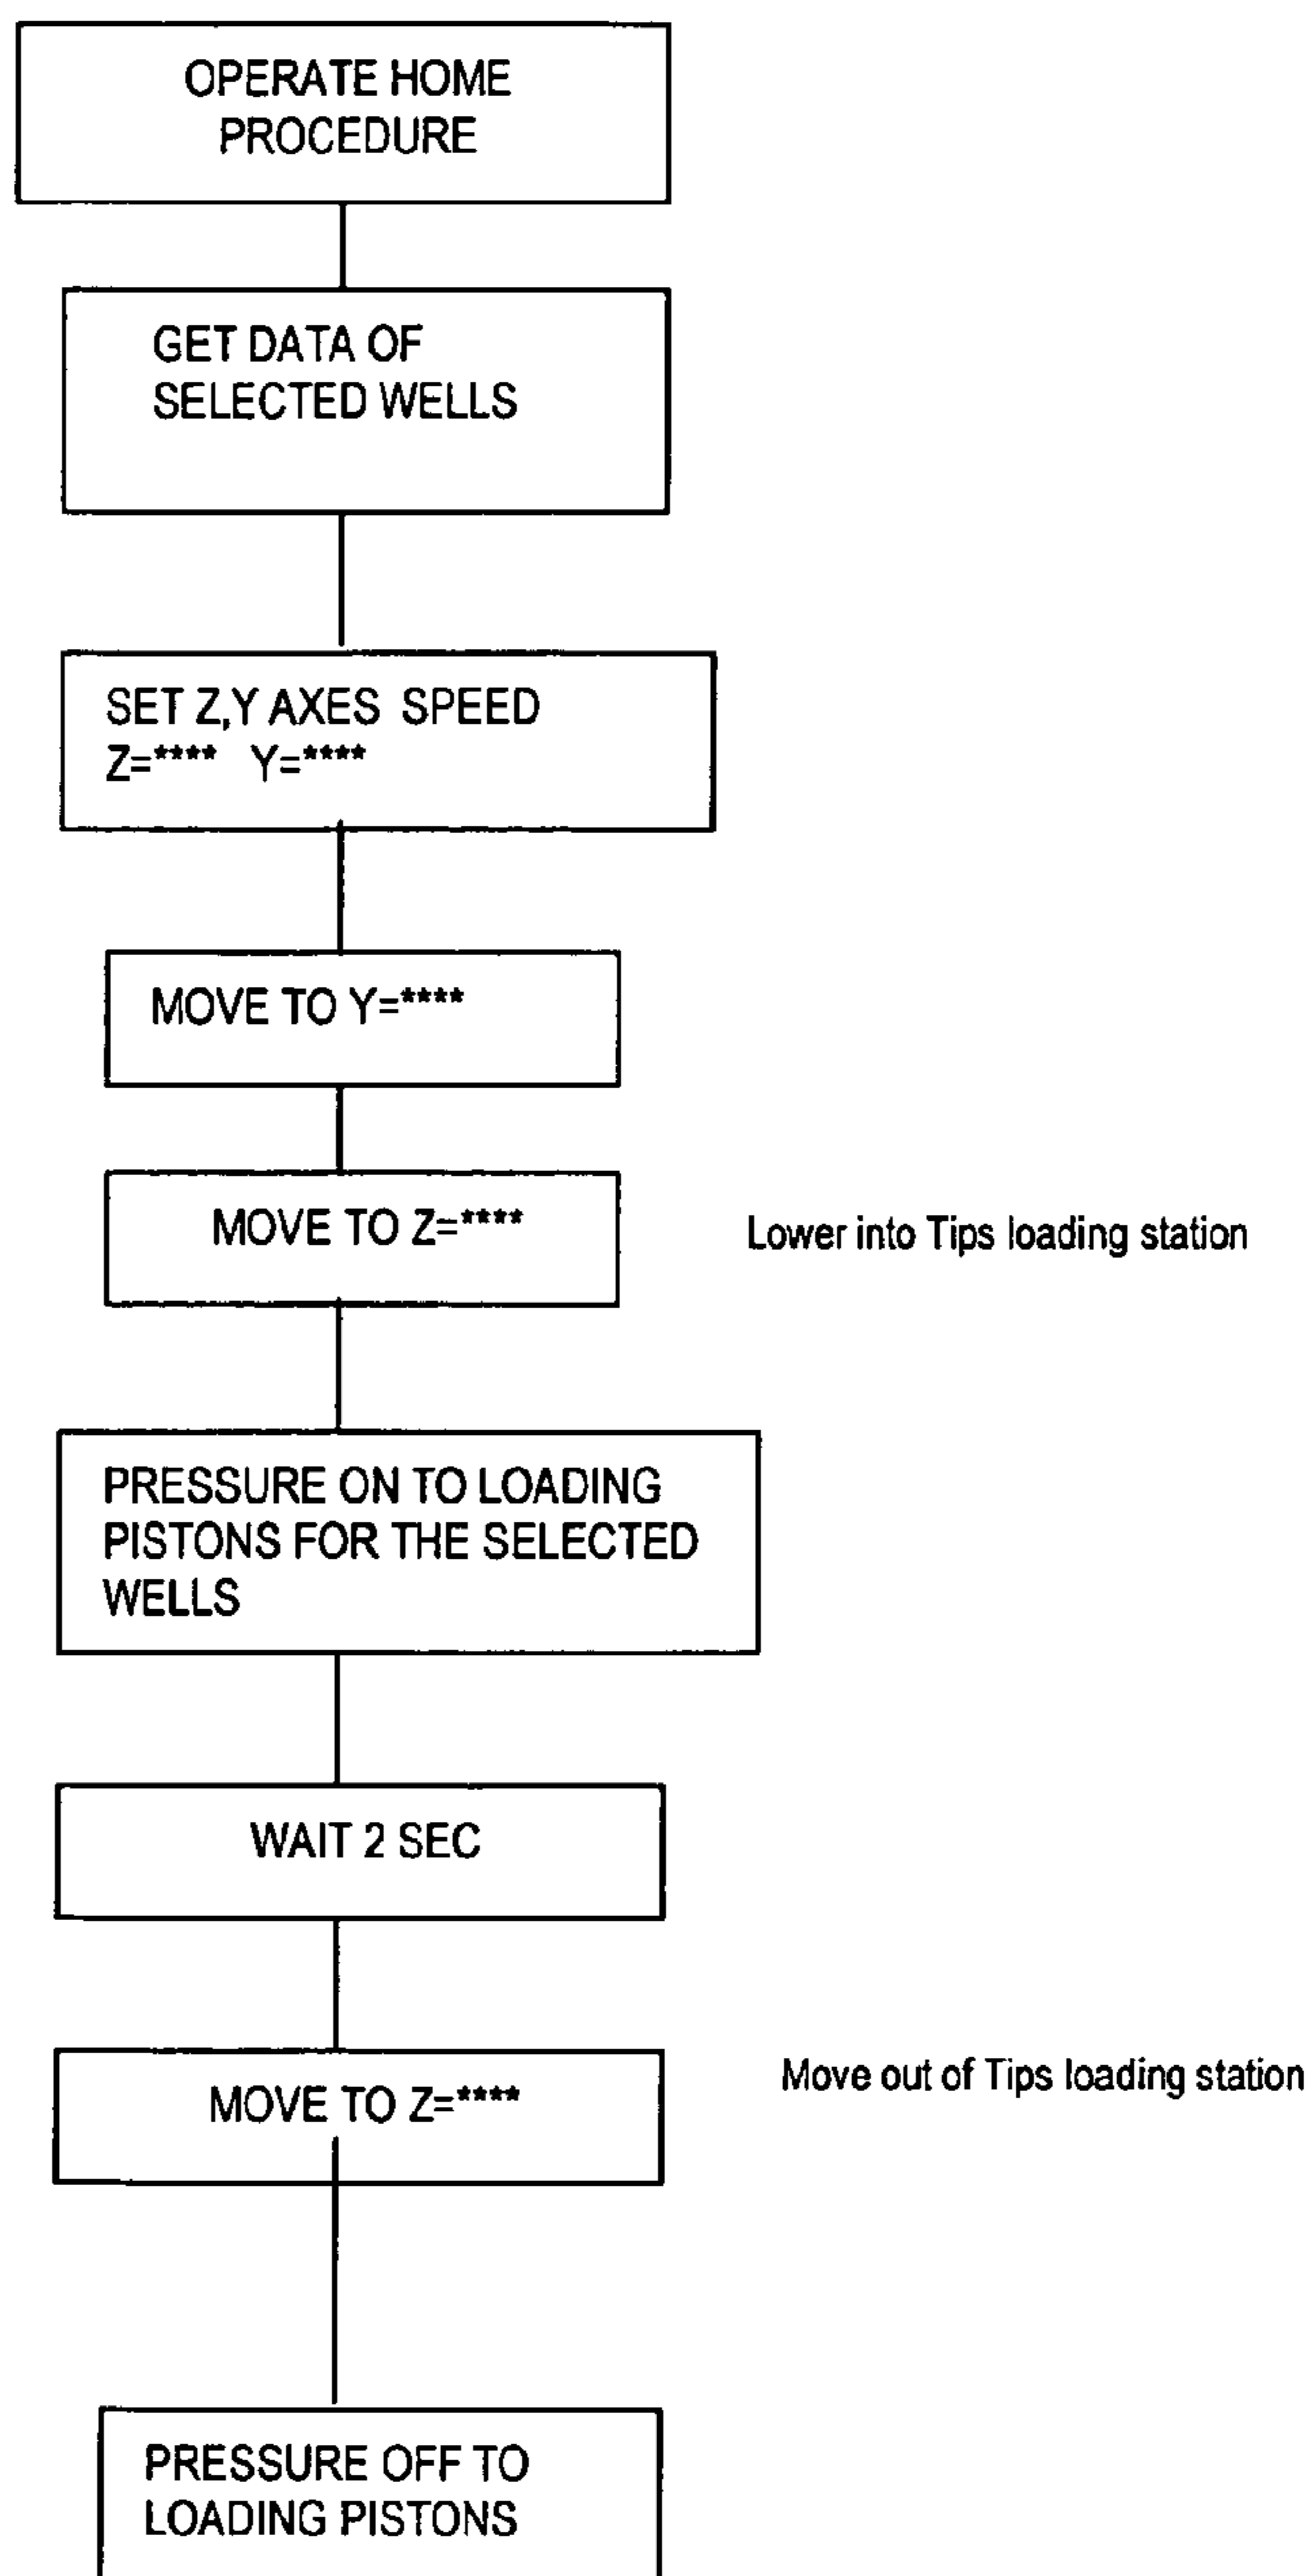 OPERATE HOME
PROCEDURE
GET DATA OF
SELECTED WELLS
SET Z,Y AXES SPEED
Z=**** Y=****
MOVE TO Y=****
MOVE TO Z=****
Lower into Tips loading station
PRESSURE ON TO LOADING
PISTONS FOR THE SELECTED
WELLS
WAIT 2 SEC
Move out of Tips loading station
MOVE TO Z=****
PRESSURE OFF TO
LOADING PISTONS